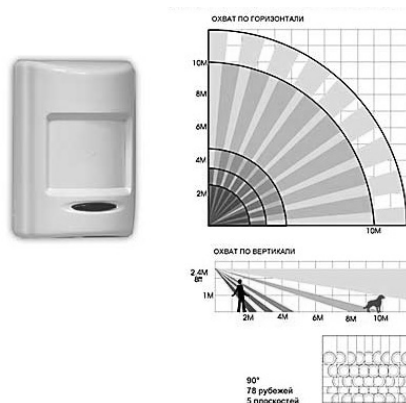 ОХВАТ ПО ГОРИЗОНТАЛИ
10М
8М
6М
4М
2М
10М
ОХВАТ ПО ВЕРТИКАЛИ
2,4М
8fт
1М
2М 4М 6М 8М 10М
90°
78 рубежей
5 плоскостей